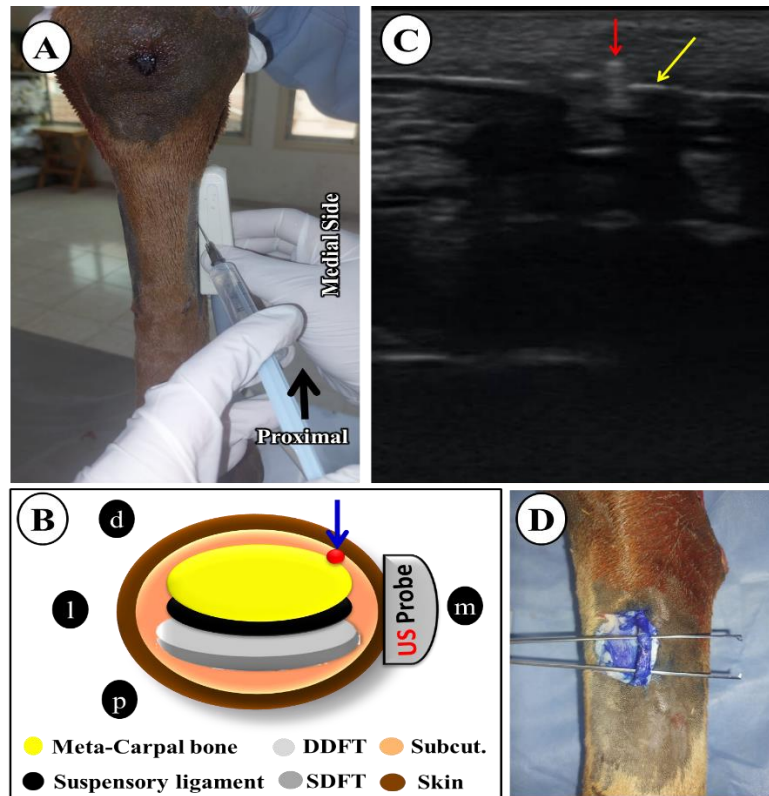 A
Medial Side
Proximal
C
B
d
l
m
p
US Probe
Meta-Carpal bone
DDFT
Subcut.
Suspensory ligament
SDFT
Skin
D